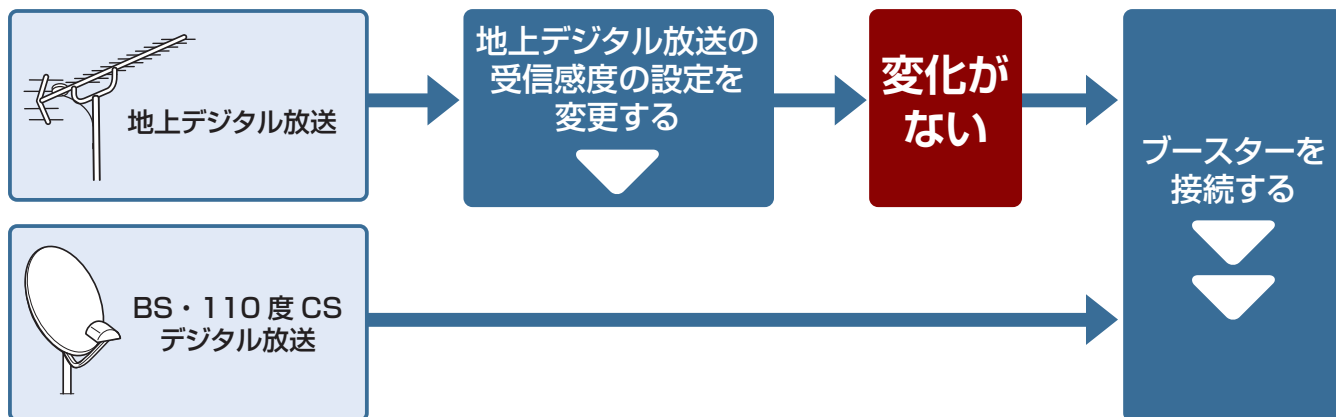 地上デジタル放送
地上デジタル放送の
受信感度の設定を
変更する
変化が
ない
ブースターを
接続する
BS・110度CS
デジタル放送